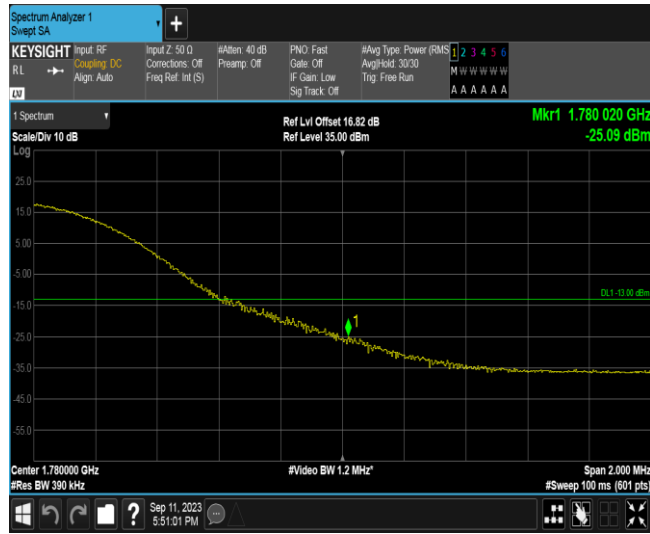 Spectrum Analyzer 1
Swept SA
+
KEYSIGHT Input: RF Input Z: 50 Ω #Atten: 40 dB PNO: Fast #Avg Type: Power (RMS 1 2 3 4 5 6
RL Coupling: DC Corrections: Off Preamp: Off Gate: Off Avg|Hold: 30/30 M W W W W W
Align: Auto Freq Ref: Int (S) IF Gain: Low Trig: Free Run
LXI Sig Track: Off A A A A A A
1 Spectrum Ref Lvl Offset 16.82 dB Mkr1 1.780 020 GHz
Scale/Div 10 dB Ref Level 35.00 dBm -25.09 dBm
Log
25.0
15.0
5.00
-5.00
DL1 -13.00 dBm
-15.0
1
-25.0
-35.0
-45.0
-55.0
Center 1.780000 GHz #Video BW 1.2 MHz* Span 2.000 MHz
#Res BW 390 kHz #Sweep 100 ms (601 pts)
? Sep 11, 2023
5:51:01 PM